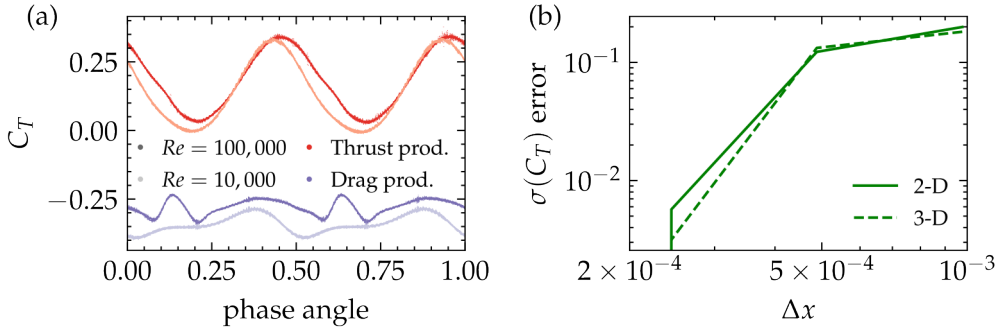 (a)
0.25
0.00
−0.25
C_T
Re = 100,000
Thrust prod.
Re = 10,000
Drag prod.
0.00 0.25 0.50 0.75 1.00
phase angle
(b)
10⁻¹
10⁻²
σ(C_T) error
2-D
3-D
2 × 10⁻⁴ 5 × 10⁻⁴ 10⁻³
Δx